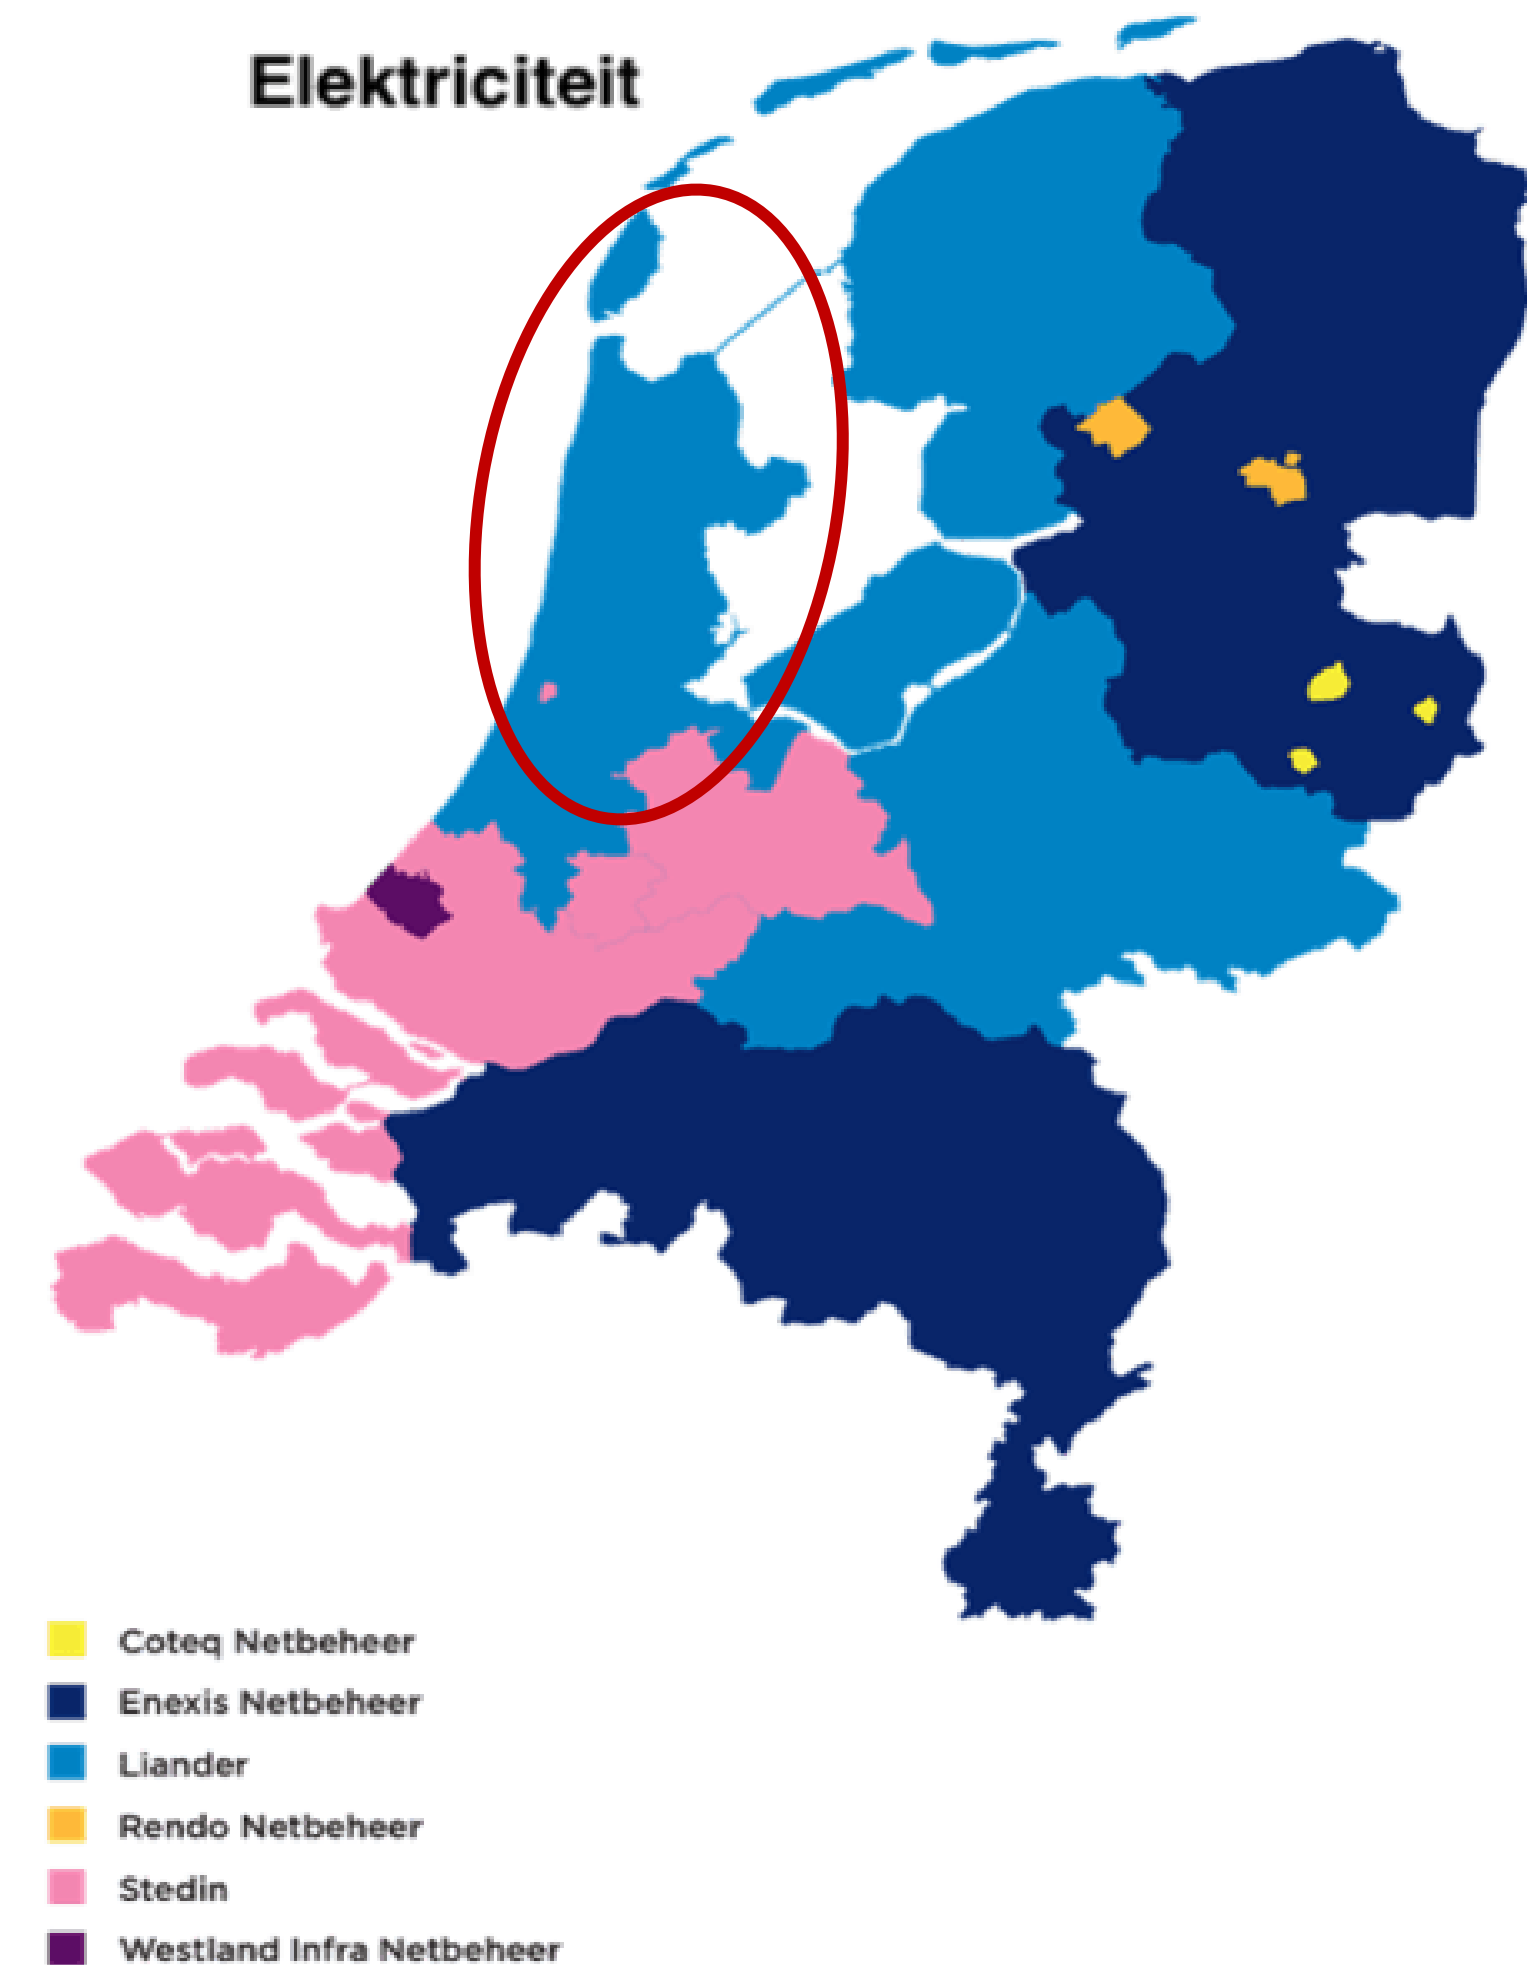 Elektriciteit
Coteq Netbeheer
Enexis Netbeheer
Liander
Rendo Netbeheer
Stedin
Westland Infra Netbeheer